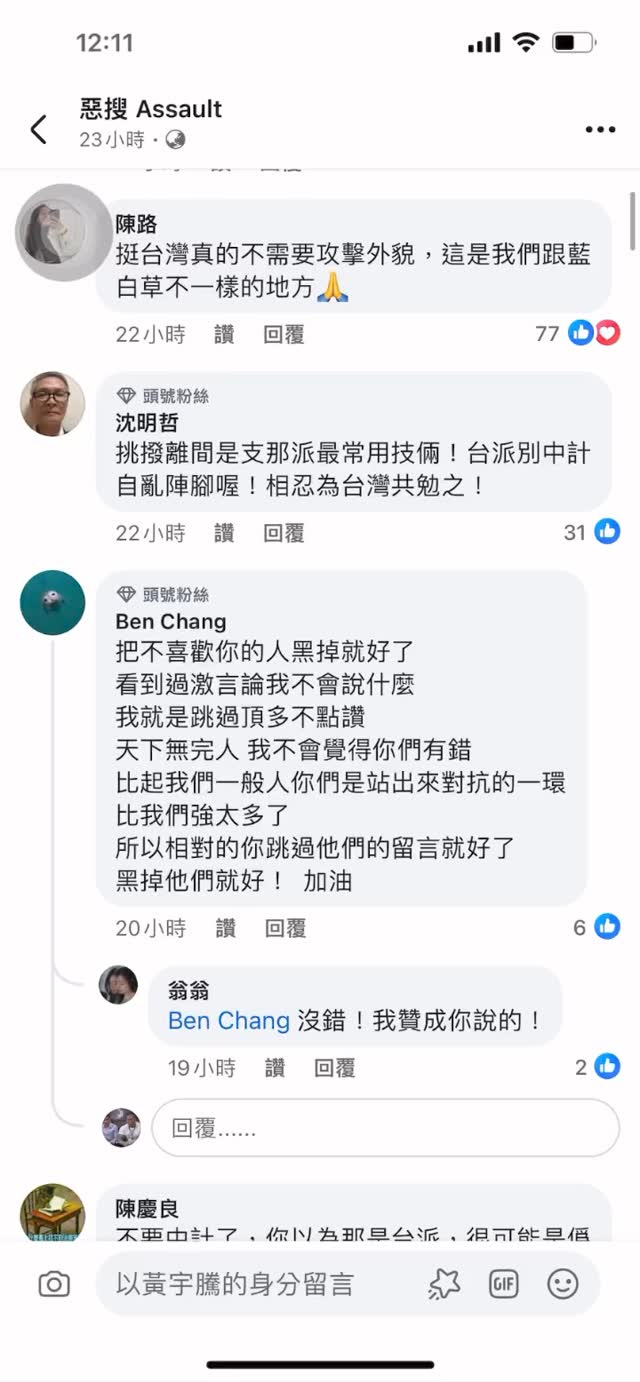 12:11
惡搜 Assault
23小時
陳路
挺台灣真的不需要攻擊外貌，這是我們跟藍
白草不一樣的地方🙏
22小時 讚 回覆 77
頭號粉絲
沈明哲
挑撥離間是支那派最常用技倆！台派別中計
自亂陣腳喔！相忍為台灣共勉之！
22小時 讚 回覆 31
頭號粉絲
Ben Chang
把不喜歡你的人黑掉就好了
看到過激言論我不會說什麼
我就是跳過頂多不點讚
天下無完人 我不會覺得你們有錯
比起我們一般人你們是站出來對抗的一環
比我們強太多了
所以相對的你跳過他們的留言就好了
黑掉他們就好！ 加油
20小時 讚 回覆 6
翁翁
Ben Chang 沒錯！我贊成你說的！
19小時 讚 回覆 2
回覆......
陳慶良
不要中計了，你以為那是台派，很可能是偽
以黃宇騰的身分留言
GIF